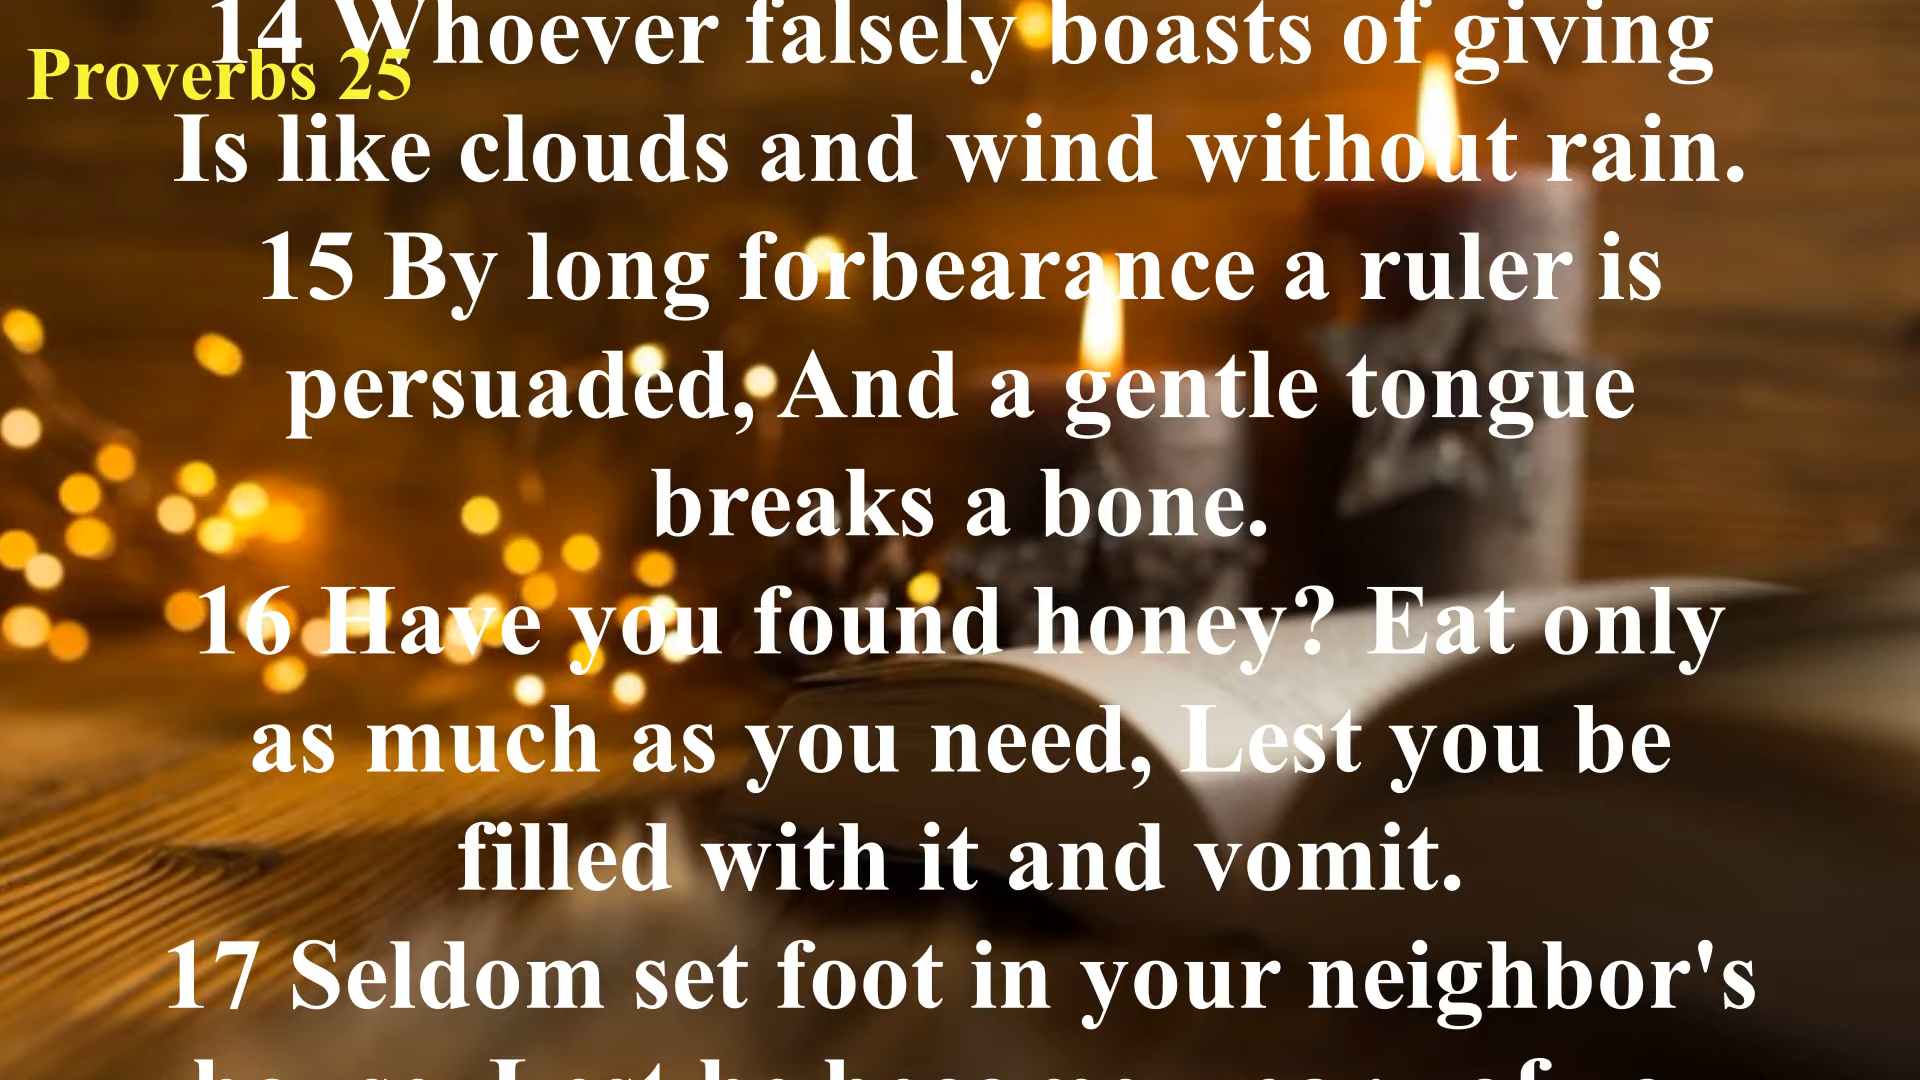 14 Whoever falsely boasts of giving
Proverbs 25
Is like clouds and wind without rain.
15 By long forbearance a ruler is
persuaded, And a gentle tongue
breaks a bone.
16 Have you found honey? Eat only
as much as you need, Lest you be
filled with it and vomit.
17 Seldom set foot in your neighbor's